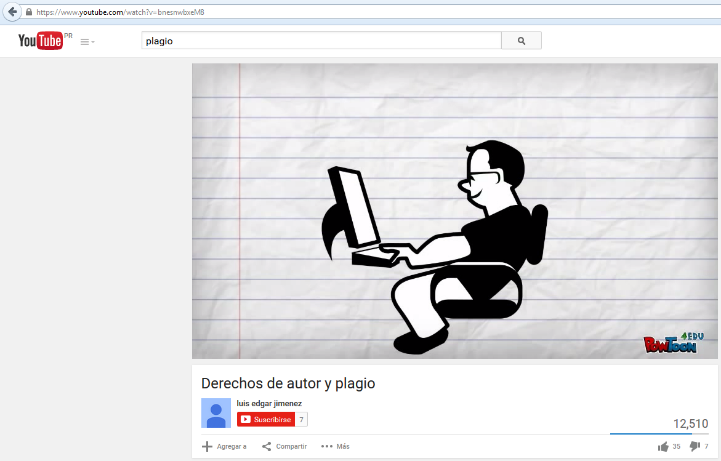 https://www.youtube.com/watch?v=bnesnwbxeM8
YouTube PR
plagio
4EDU
PowToon
Derechos de autor y plagio
luis edgar jimenez
Suscribirse 7
12,510
Agregar a Compartir Más 35 7